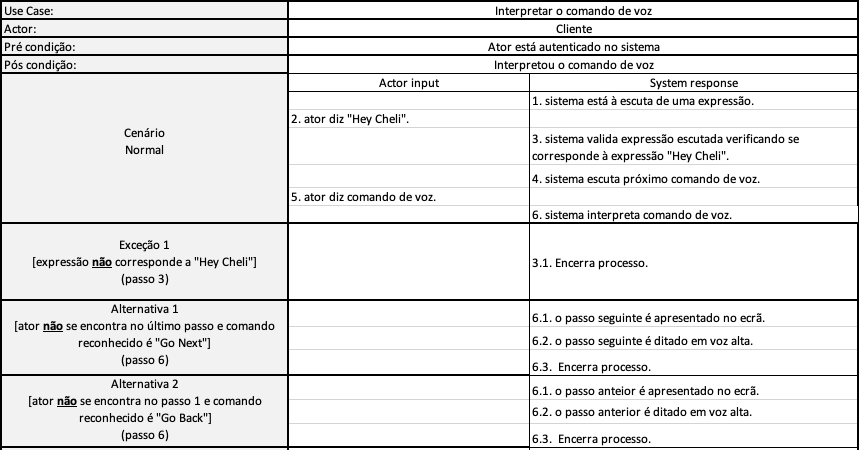 Use Case: Interpretar o comando de voz
Actor: Cliente
Pré condição: Ator está autenticado no sistema
Pós condição: Interpretou o comando de voz
Actor input System response
Cenário
Normal
1. sistema está à escuta de uma expressão.
2. ator diz "Hey Cheli".
3. sistema valida expressão escutada verificando se
corresponde à expressão "Hey Cheli".
4. sistema escuta próximo comando de voz.
5. ator diz comando de voz.
6. sistema interpreta comando de voz.
Exceção 1
[expressão não corresponde a "Hey Cheli"]
(passo 3)
3.1. Encerra processo.
Alternativa 1
[ator não se encontra no último passo e comando
reconhecido é "Go Next"]
(passo 6)
6.1. o passo seguinte é apresentado no ecrã.
6.2. o passo seguinte é ditado em voz alta.
6.3. Encerra processo.
Alternativa 2
[ator não se encontra no passo 1 e comando
reconhecido é "Go Back"]
(passo 6)
6.1. o passo anteior é apresentado no ecrã.
6.2. o passo anterior é ditado em voz alta.
6.3. Encerra processo.